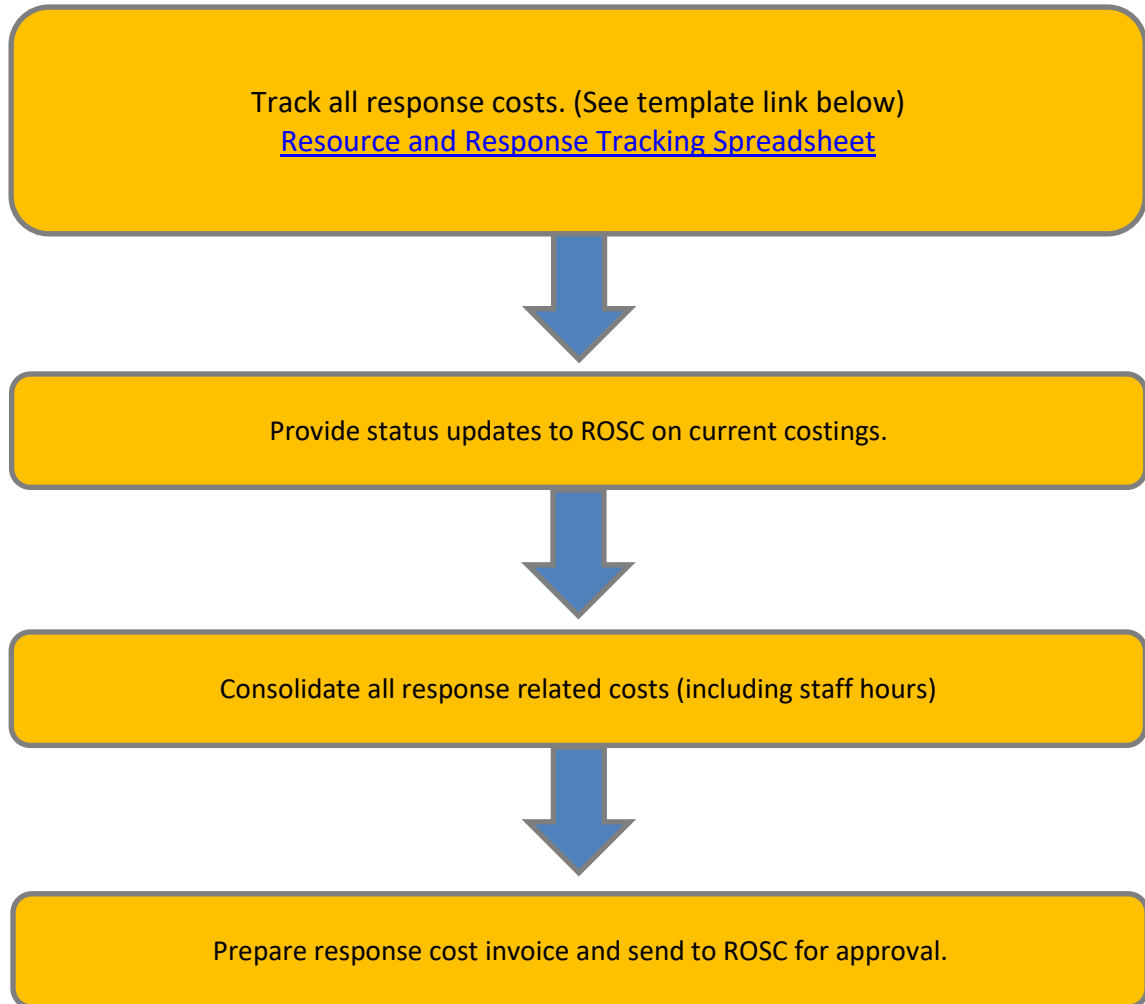 Track all response costs. (See template link below)
Resource and Response Tracking Spreadsheet
Provide status updates to ROSC on current costings.
Consolidate all response related costs (including staff hours)
Prepare response cost invoice and send to ROSC for approval.